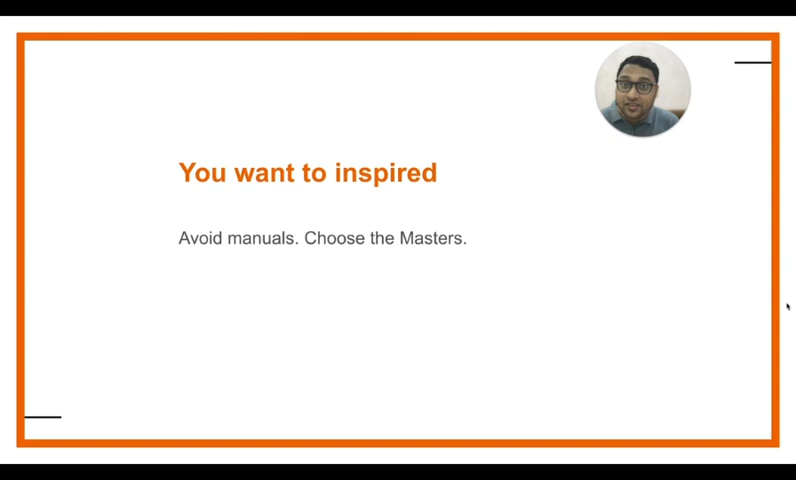 You want to inspired
Avoid manuals. Choose the Masters.